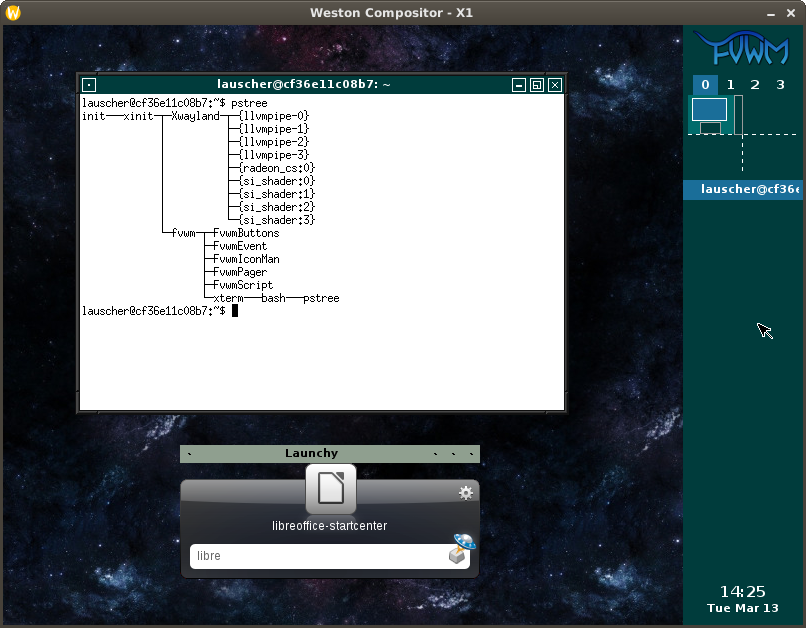 Weston Compositor - X1
lauscher@cf36e11c08b7: ~
lauscher@cf36e11c08b7:~$ pstree
init───xinit─┬─Xwayland─┬─{llvmpipe-0}
├─{llvmpipe-1}
├─{llvmpipe-2}
├─{llvmpipe-3}
├─{radeon_cs:0}
├─{si_shader:0}
├─{si_shader:1}
├─{si_shader:2}
└─{si_shader:3}
└─fvwm─┬─FvwmButtons
├─FvwmEvent
├─FvwmIconMan
├─FvwmPager
├─FvwmScript
└─xterm───bash───pstree
lauscher@cf36e11c08b7:~$
FVWM
0 1 2 3
lauscher@cf36e
Launchy
libreoffice-startcenter
libre
14:25
Tue Mar 13